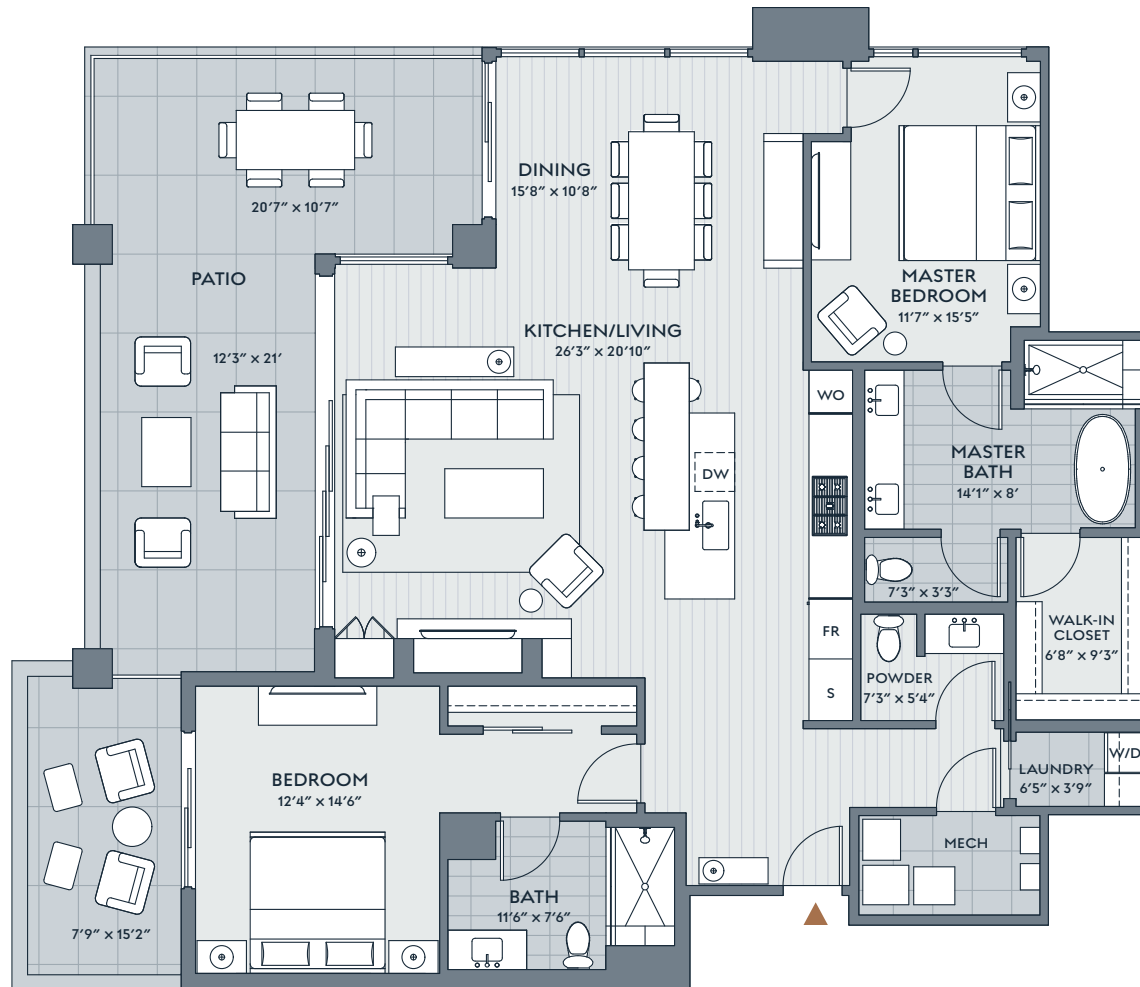 DINING
15'8" x 10'8"
20'7" x 10'7"
PATIO
12'3" x 21'
KITCHEN/LIVING
26'3" x 20'10"
MASTER
BEDROOM
11'7" x 15'5"
WO
DW
MASTER
BATH
14'1" x 8'
7'3" x 3'3"
FR
S
POWDER
7'3" x 5'4"
WALK-IN
CLOSET
6'8" x 9'3"
LAUNDRY
6'5" x 3'9"
W/D
MECH
BEDROOM
12'4" x 14'6"
BATH
11'6" x 7'6"
7'9" x 15'2"